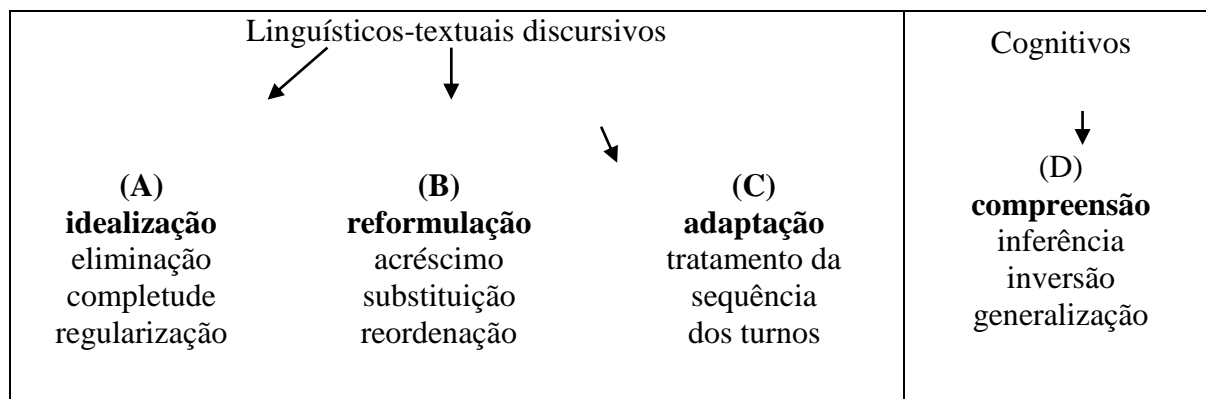 Linguísticos-textuais discursivos
Cognitivos
(A)
idealização
eliminação
completude
regularização
(B)
reformulação
acréscimo
substituição
reordenação
(C)
adaptação
tratamento da
sequência
dos turnos
(D)
compreensão
inferência
inversão
generalização